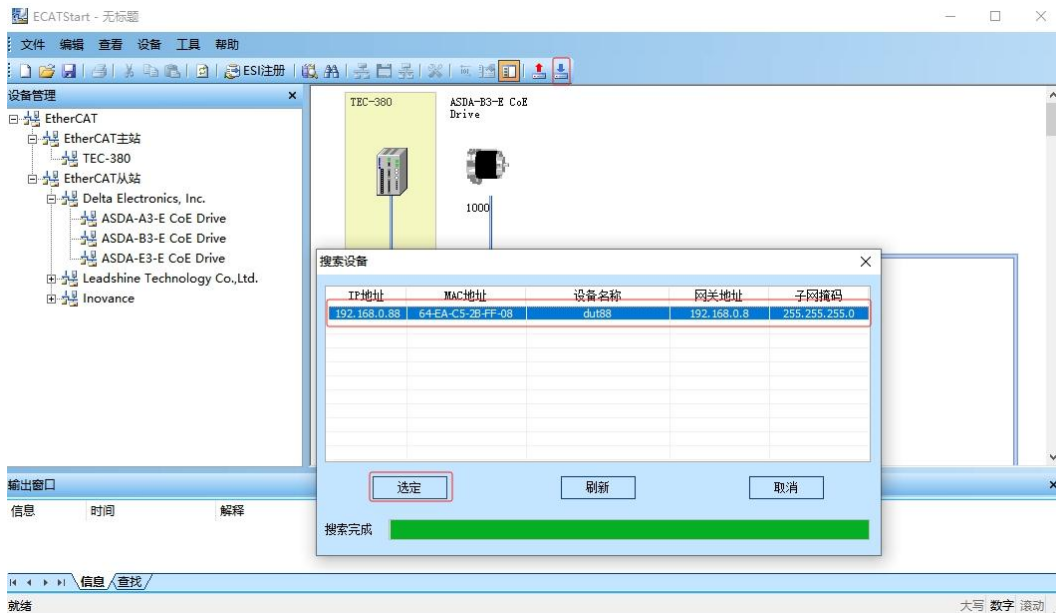 ECATStart - 无标题
文件 编辑 查看 设备 工具 帮助
ESI注册
设备管理
EtherCAT
EtherCAT主站
TEC-380
EtherCAT从站
Delta Electronics, Inc.
ASDA-A3-E CoE Drive
ASDA-B3-E CoE Drive
ASDA-E3-E CoE Drive
Leadshine Technology Co.,Ltd.
Inovance
TEC-380
ASDA-B3-E CoE
Drive
1000
搜索设备
IP地址 MAC地址 设备名称 网关地址 子网掩码
192.168.0.88 64-EA-C5-2B-FF-08 dut88 192.168.0.8 255.255.255.0
选定 刷新 取消
搜索完成
输出窗口
信息 时间 解释
信息 查找
就绪
大写 数字 滚动